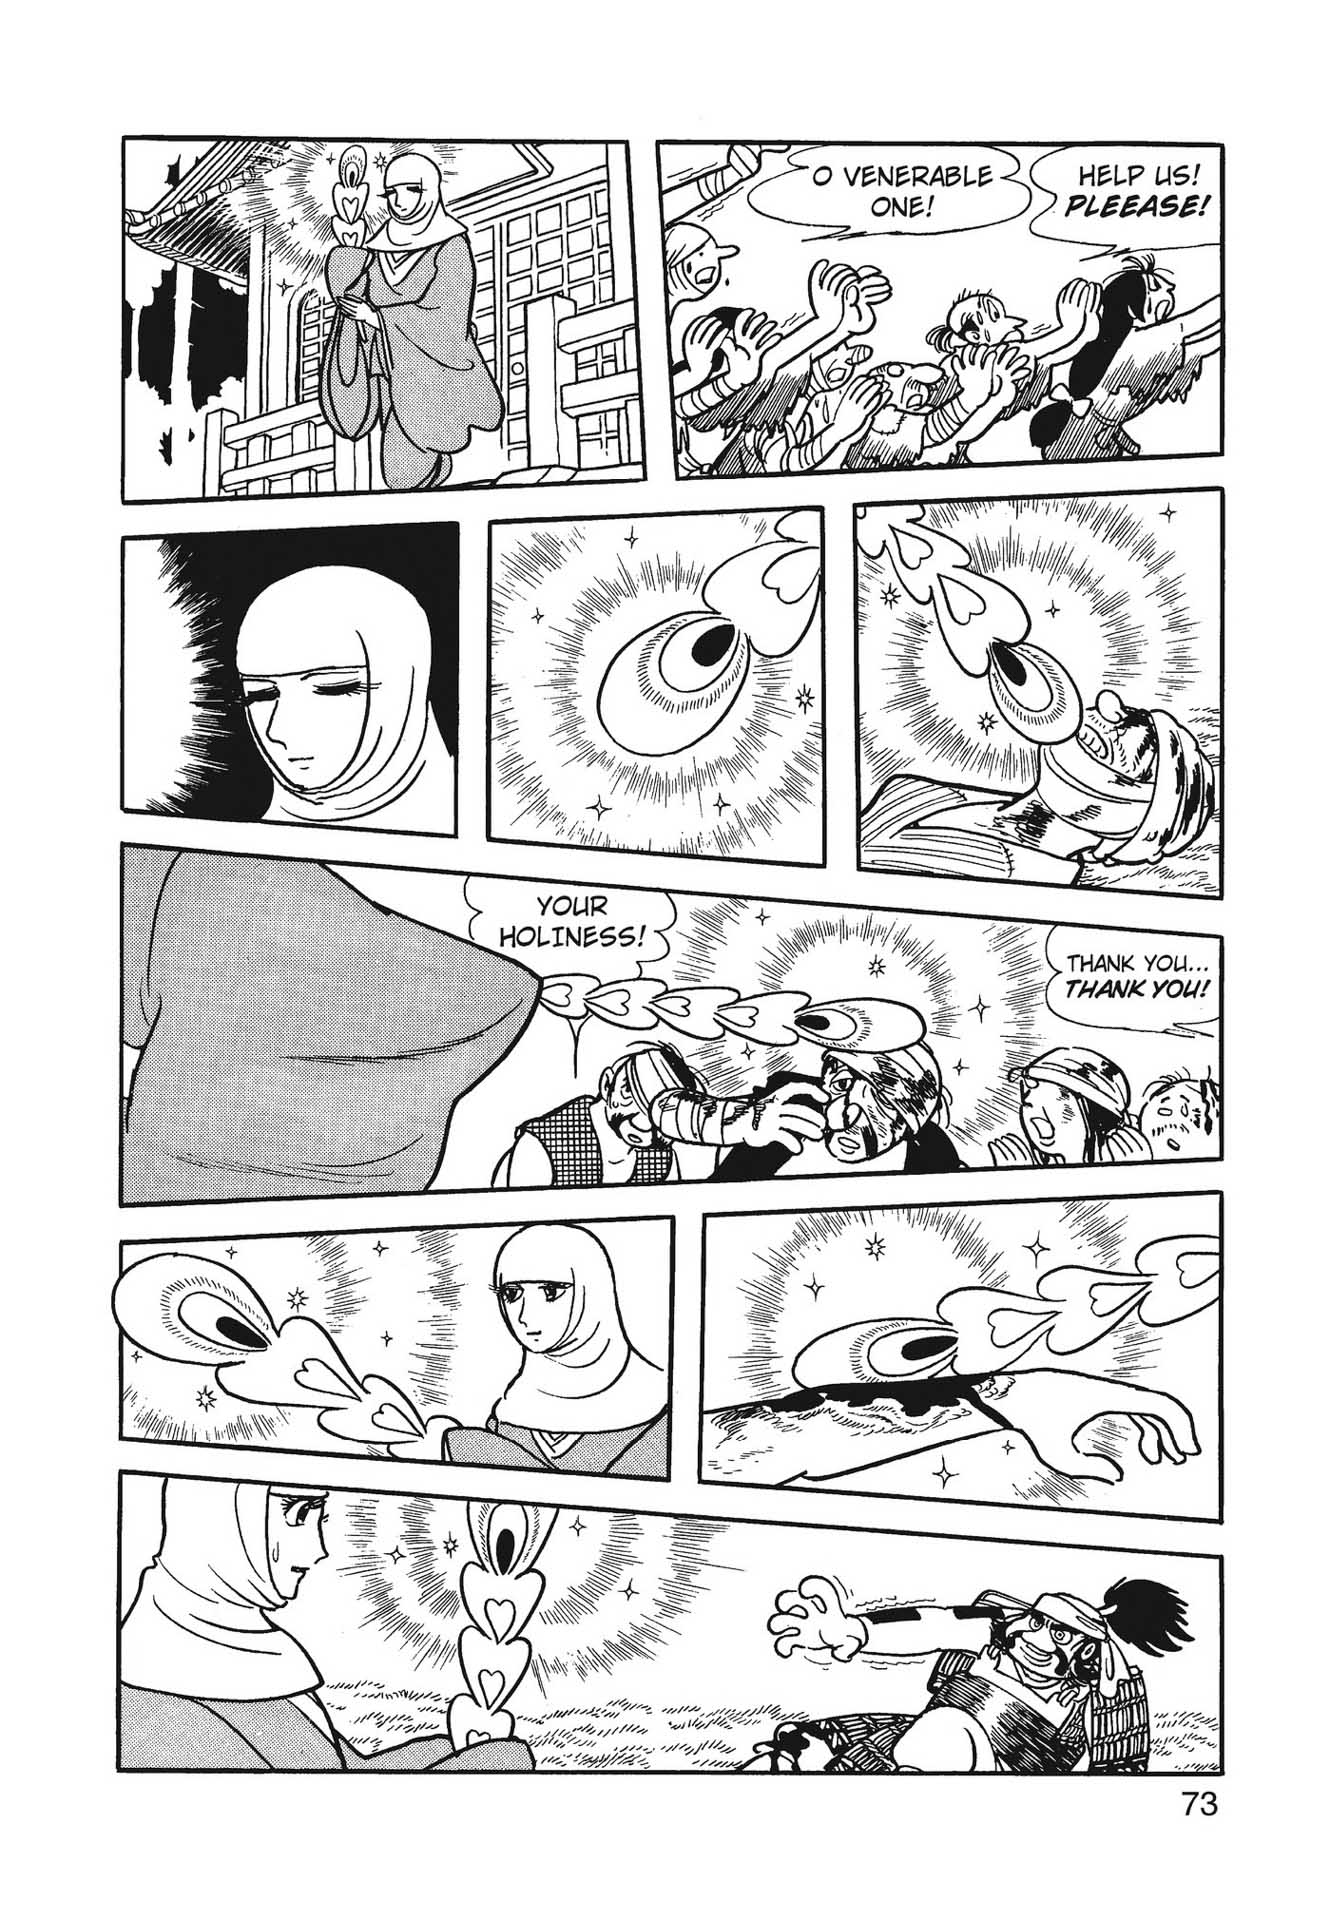 O VENERABLE
ONE!
HELP US!
PLEEASE!
YOUR
HOLINESS!
THANK YOU...
THANK YOU!
73